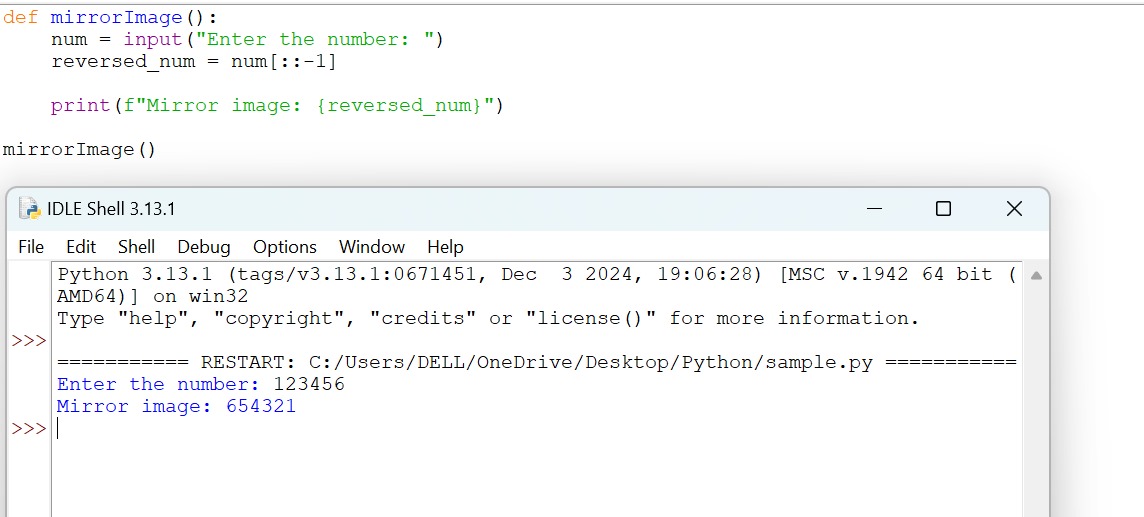 def mirrorImage():
    num = input("Enter the number: ")
    reversed_num = num[::-1]
    print(f"Mirror image: {reversed_num}")
mirrorImage()
IDLE Shell 3.13.1
File Edit Shell Debug Options Window Help
Python 3.13.1 (tags/v3.13.1:0671451, Dec  3 2024, 19:06:28) [MSC v.1942 64 bit (
AMD64)] on win32
Type "help", "copyright", "credits" or "license()" for more information.
>>>
=========== RESTART: C:/Users/DELL/OneDrive/Desktop/Python/sample.py ===========
Enter the number: 123456
Mirror image: 654321
>>>